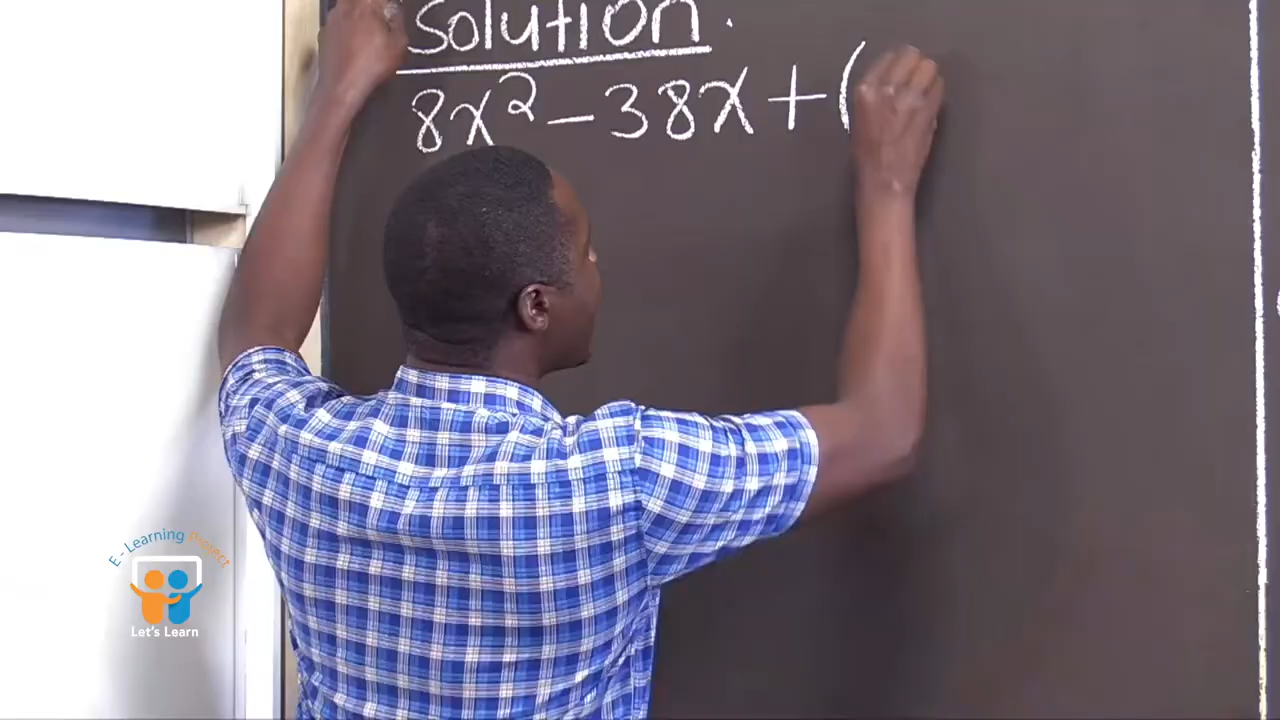 Solution.
8x² - 38x + (
E - Learning Project
Let's Learn